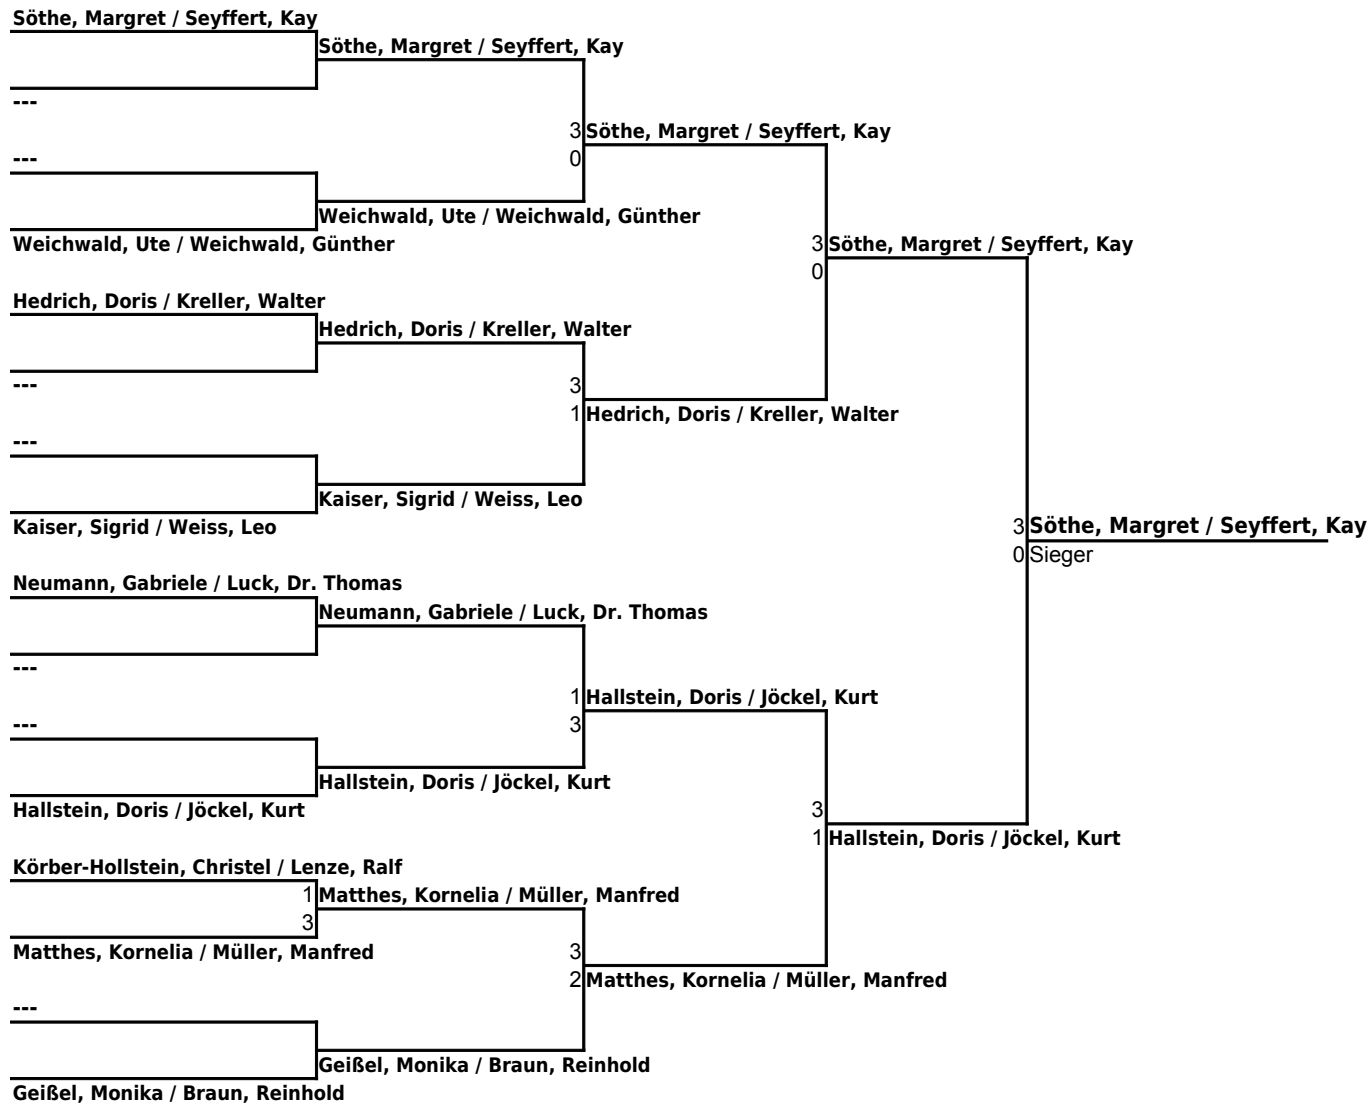 Söthe, Margret / Seyffert, Kay
Söthe, Margret / Seyffert, Kay
---
3 Söthe, Margret / Seyffert, Kay
0
---
Weichwald, Ute / Weichwald, Günther
Weichwald, Ute / Weichwald, Günther
3 Söthe, Margret / Seyffert, Kay
0
Hedrich, Doris / Kreller, Walter
Hedrich, Doris / Kreller, Walter
---
3
1 Hedrich, Doris / Kreller, Walter
---
Kaiser, Sigrid / Weiss, Leo
Kaiser, Sigrid / Weiss, Leo
3 Söthe, Margret / Seyffert, Kay
0 Sieger
Neumann, Gabriele / Luck, Dr. Thomas
Neumann, Gabriele / Luck, Dr. Thomas
---
1 Hallstein, Doris / Jöckel, Kurt
3
---
Hallstein, Doris / Jöckel, Kurt
Hallstein, Doris / Jöckel, Kurt
3
1 Hallstein, Doris / Jöckel, Kurt
Körber-Hollstein, Christel / Lenze, Ralf
1 Matthes, Kornelia / Müller, Manfred
3
Matthes, Kornelia / Müller, Manfred
3
2 Matthes, Kornelia / Müller, Manfred
---
Geißel, Monika / Braun, Reinhold
Geißel, Monika / Braun, Reinhold